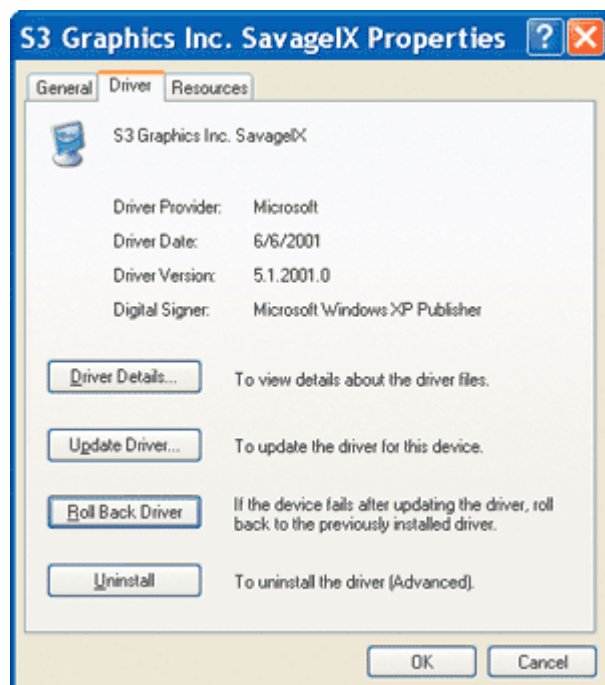 S3 Graphics Inc. SavageIX Properties
General Driver Resources
S3 Graphics Inc. SavageIX
Driver Provider: Microsoft
Driver Date: 6/6/2001
Driver Version: 5.1.2001.0
Digital Signer: Microsoft Windows XP Publisher
Driver Details... To view details about the driver files.
Update Driver... To update the driver for this device.
Roll Back Driver If the device fails after updating the driver, roll
back to the previously installed driver.
Uninstall To uninstall the driver (Advanced).
OK Cancel